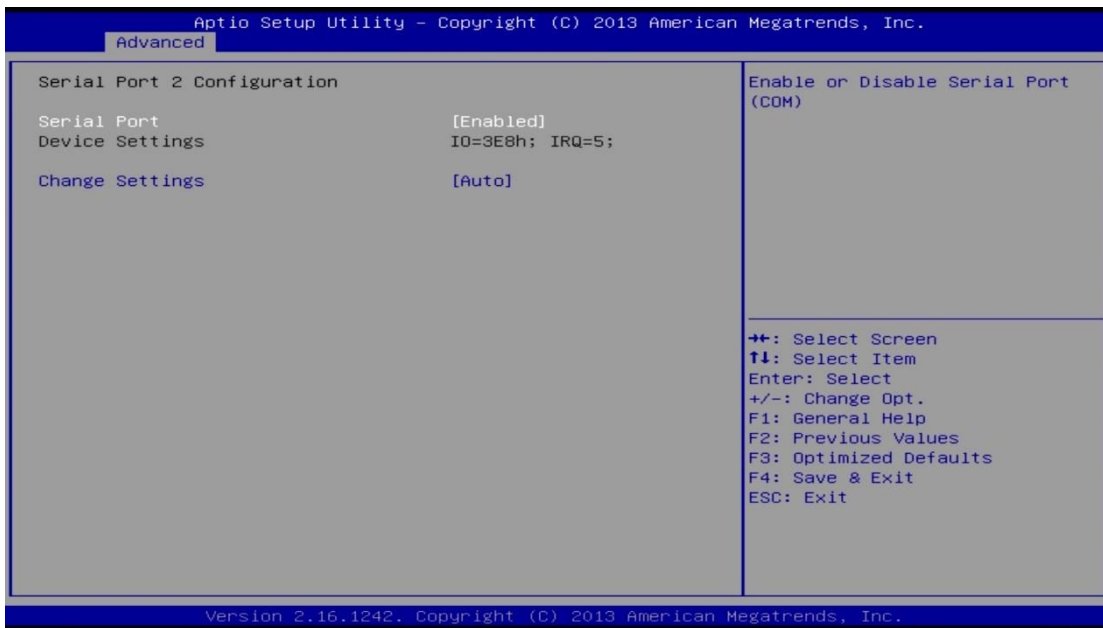 Aptio Setup Utility – Copyright (C) 2013 American Megatrends, Inc.
Advanced
Serial Port 2 Configuration
Serial Port [Enabled]
Device Settings IO=3E8h; IRQ=5;
Change Settings [Auto]
Enable or Disable Serial Port
(COM)
→←: Select Screen
↑↓: Select Item
Enter: Select
+/-: Change Opt.
F1: General Help
F2: Previous Values
F3: Optimized Defaults
F4: Save & Exit
ESC: Exit
Version 2.16.1242. Copyright (C) 2013 American Megatrends, Inc.